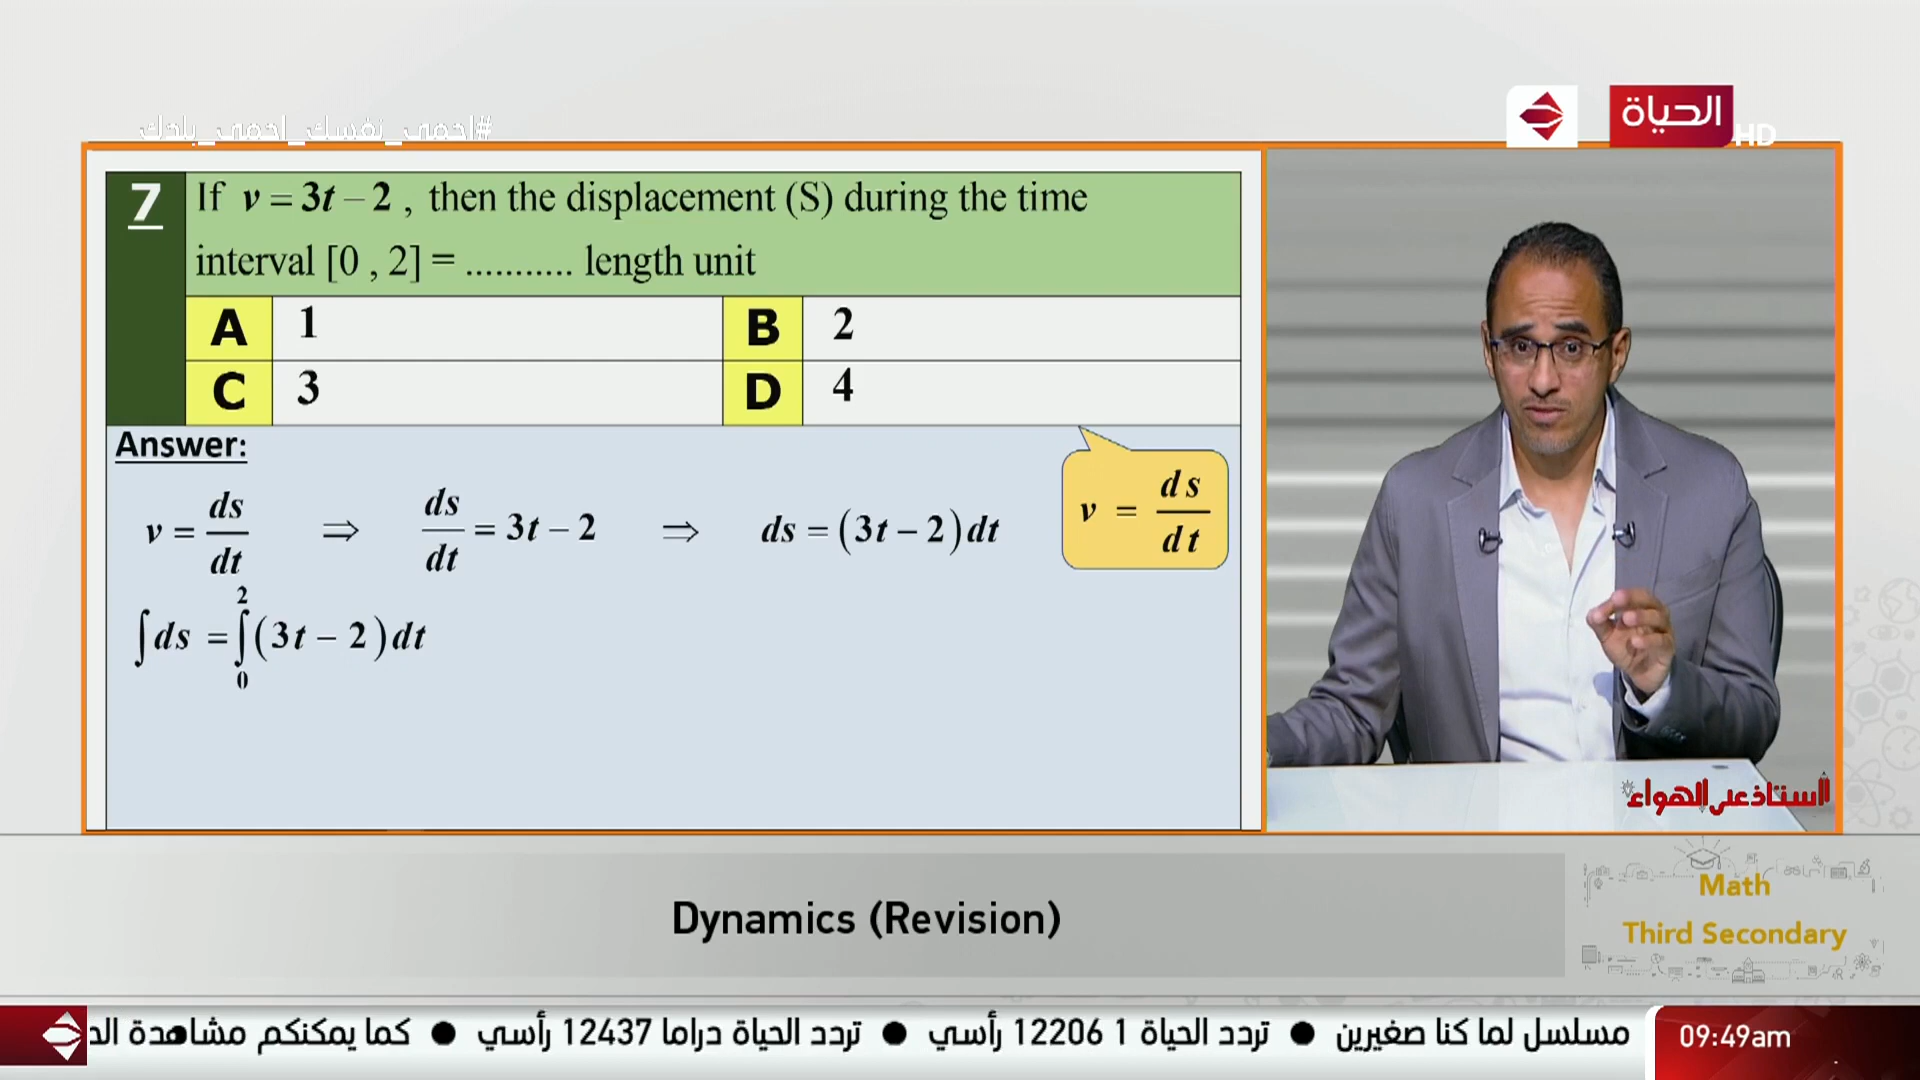 #احمي_نفسك_احمي_بلدك
الحياة
HD
7
If v = 3t – 2 , then the displacement (S) during the time
interval [0 , 2] = ........... length unit
A 1 B 2
C 3 D 4
Answer:
v = ds/dt ⇒ ds/dt = 3t – 2 ⇒ ds = (3t – 2)dt
v = ds/dt
∫ds = ∫₀²(3t – 2)dt
أستاذ على الهواء
Dynamics (Revision)
Math
Third Secondary
مسلسل لما كنا صغيرين ● تردد الحياة 1 12206 رأسي ● تردد الحياة دراما 12437 رأسي ● كما يمكنكم مشاهدة الد
09:49am